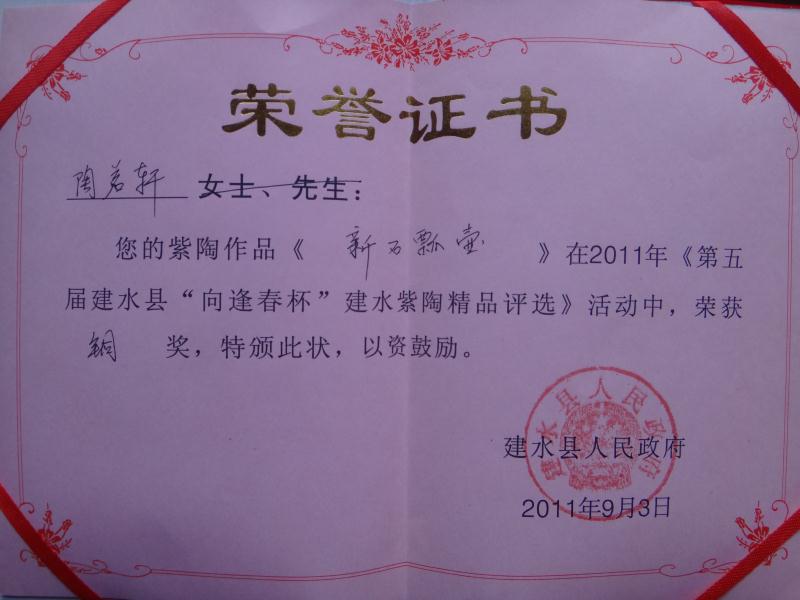 荣誉证书
陶若轩 女士、先生：
您的紫陶作品《 新石瓢壶 》在2011年《第五
届建水县“向逢春杯”建水紫陶精品评选》活动中，荣获
铜 奖，特颁此状，以资鼓励。
建水县人民政府
建水县人民政府
2011年9月3日